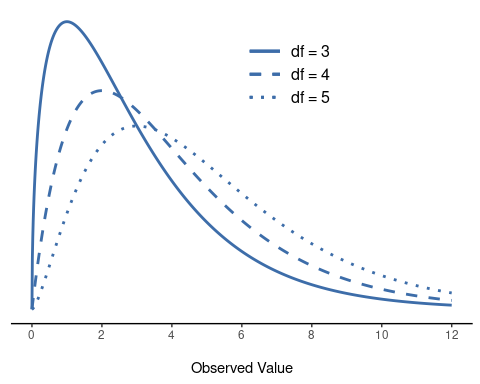 df = 3
df = 4
df = 5
0 2 4 6 8 10 12
Observed Value